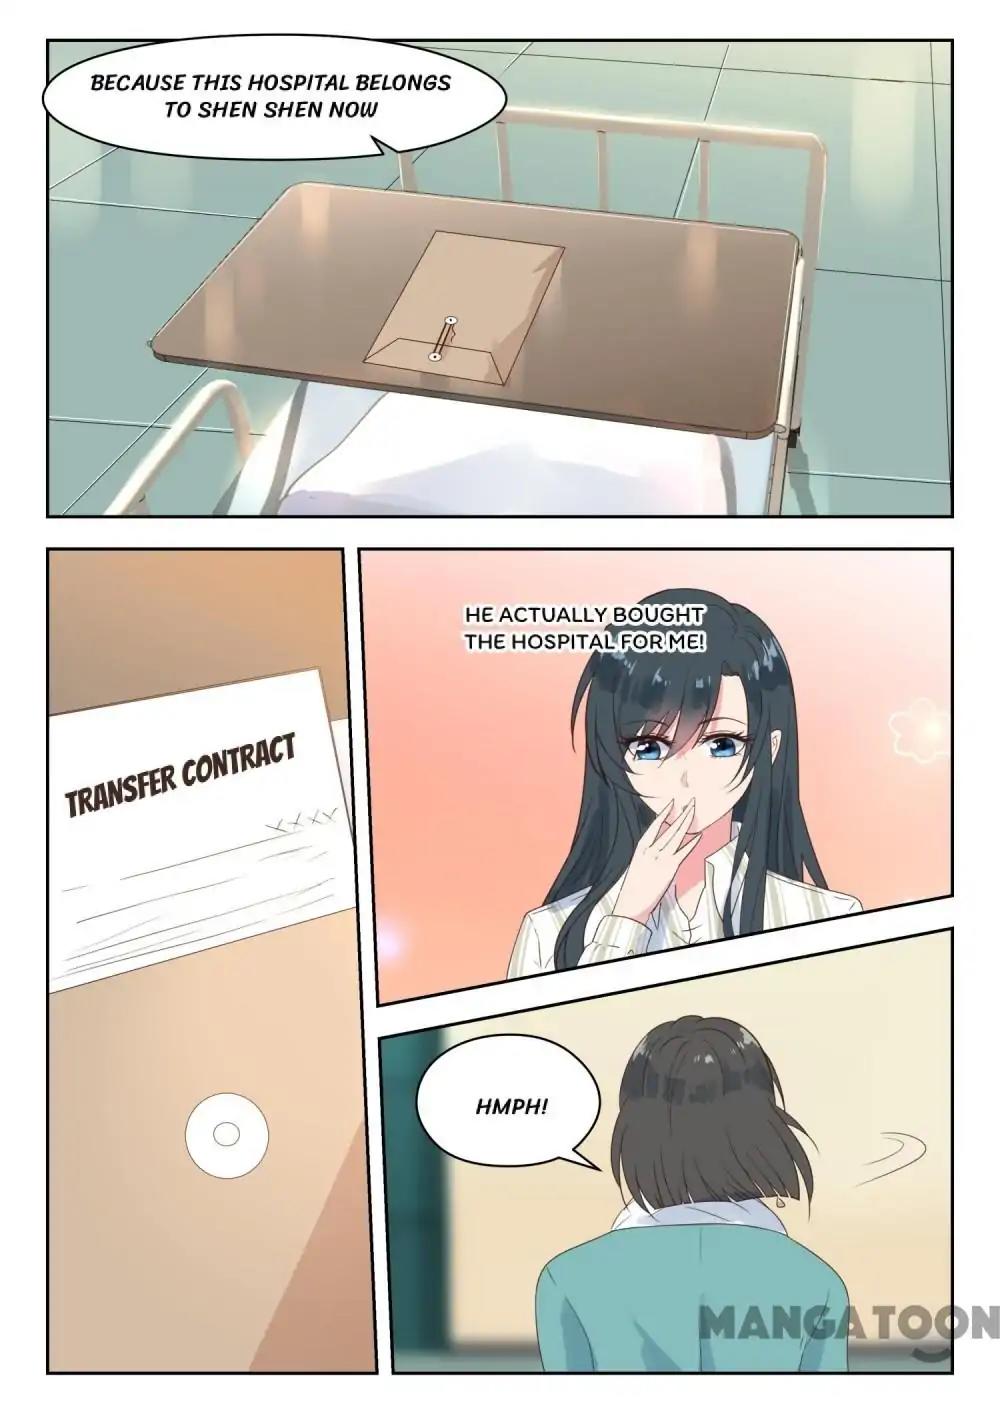 BECAUSE THIS HOSPITAL BELONGS
TO SHEN SHEN NOW
TRANSFER CONTRACT
HE ACTUALLY BOUGHT
THE HOSPITAL FOR ME!
HMPH!
MANGATOON